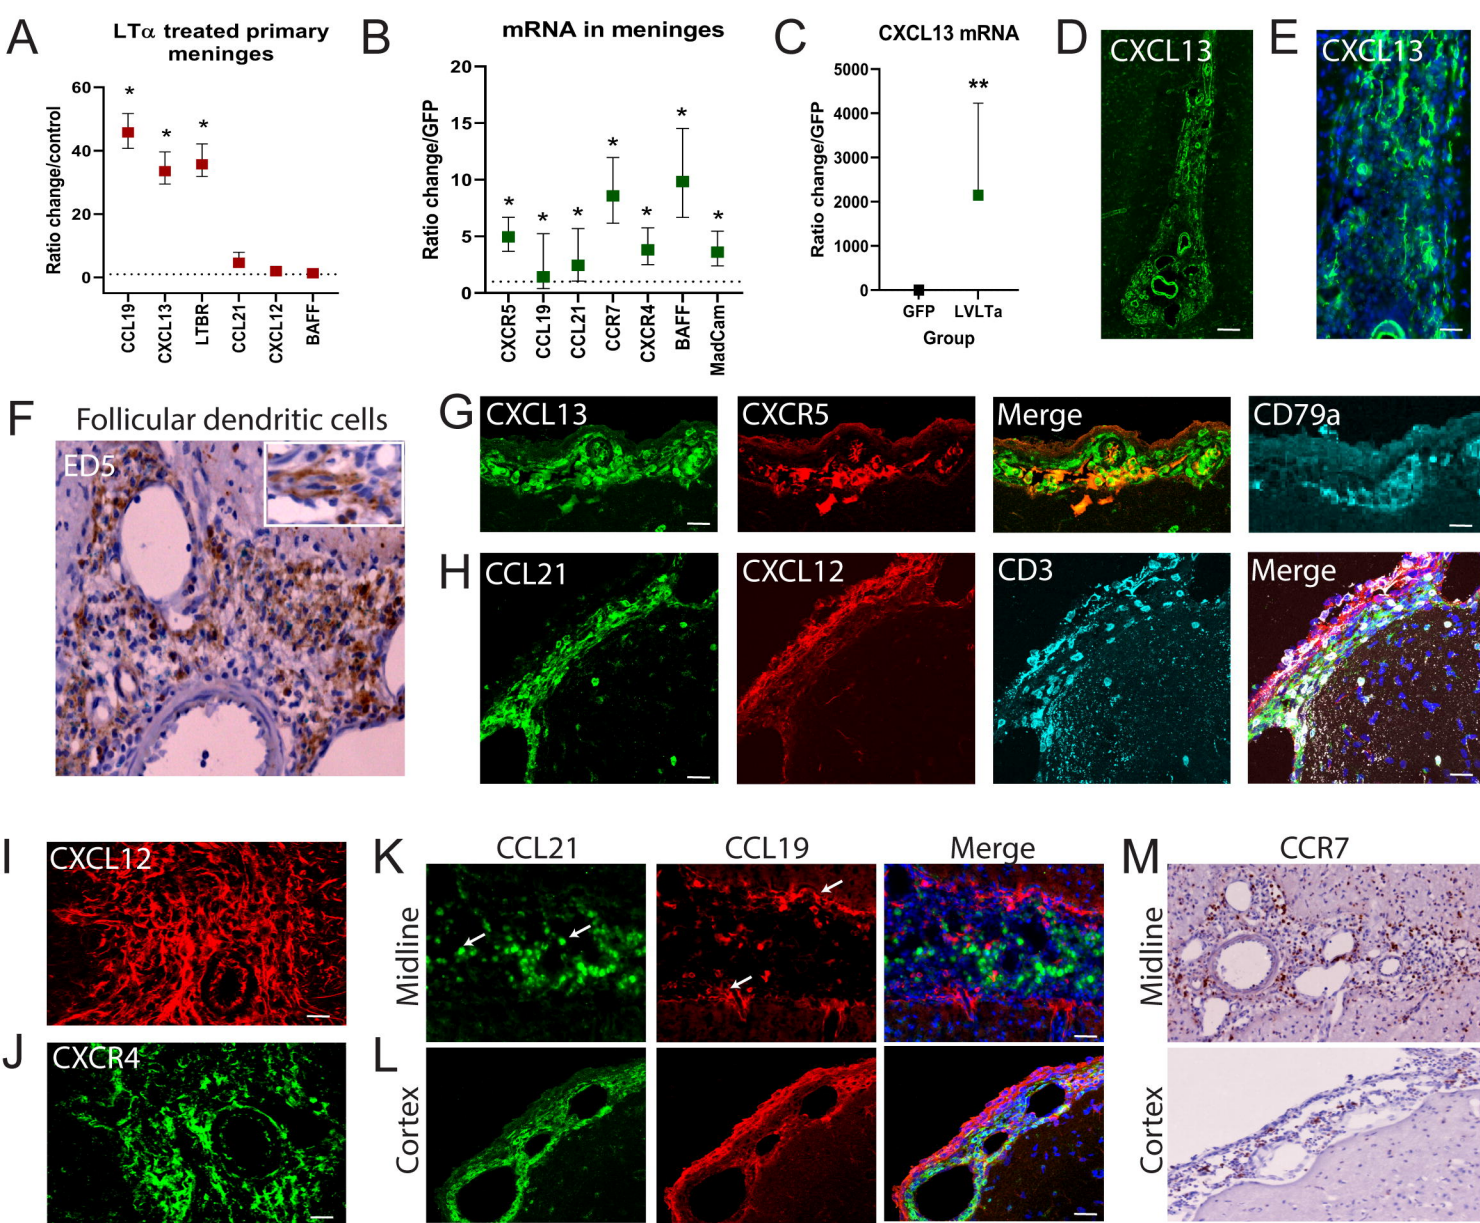 A
LTα treated primary
meninges
Ratio change/control
60
40
20
0
*
*
*
CCL19
CXCL13
LTBR
CCL21
CXCL12
BAFF
B
mRNA in meninges
Ratio change/GFP
20
15
10
5
0
*
*
*
*
*
*
*
CXCR5
CCL19
CCL21
CCR7
CXCR4
BAFF
MadCam
C
CXCL13 mRNA
Ratio change/GFP
5000
4000
3000
2000
1000
0
**
GFP
LVLTa
Group
D
CXCL13
E
CXCL13
F
Follicular dendritic cells
ED5
G
CXCL13
CXCR5
Merge
CD79a
H
CCL21
CXCL12
CD3
Merge
I
CXCL12
J
CXCR4
K
CCL21
CCL19
Merge
Midline
L
Cortex
M
CCR7
Midline
Cortex